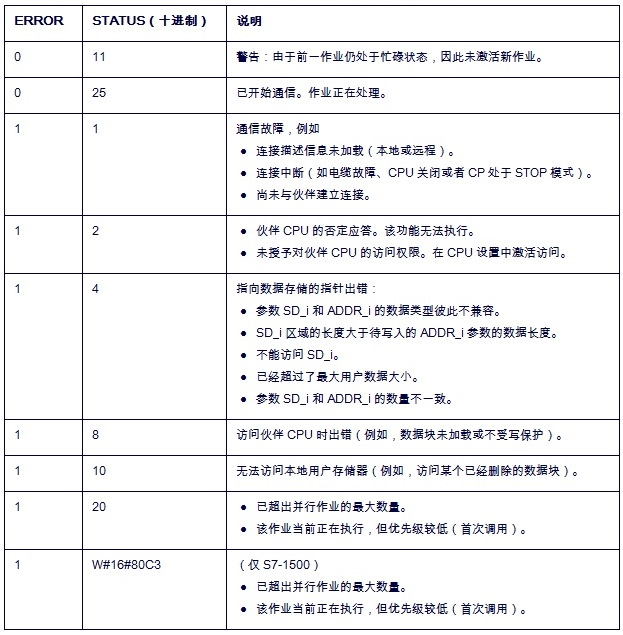 ERROR STATUS（十进制） 说明
0 11 警告：由于前一作业仍处于忙碌状态，因此未激活新作业。
0 25 已开始通信。作业正在处理。
1 1 通信故障，例如
● 连接描述信息未加载（本地或远程）。
● 连接中断（如电缆故障、CPU 关闭或者 CP 处于 STOP 模式）。
● 尚未与伙伴建立连接。
1 2 ● 伙伴 CPU 的否定应答。该功能无法执行。
● 未授予对伙伴 CPU 的访问权限。在 CPU 设置中激活访问。
1 4 指向数据存储的指针出错：
● 参数 SD_i 和 ADDR_i 的数据类型彼此不兼容。
● SD_i 区域的长度大于待写入的 ADDR_i 参数的数据长度。
● 不能访问 SD_i。
● 已经超过了最大用户数据大小。
● 参数 SD_i 和 ADDR_i 的数量不一致。
1 8 访问伙伴 CPU 时出错（例如，数据块未加载或不受写保护）。
1 10 无法访问本地用户存储器（例如，访问某个已经删除的数据块）。
1 20 ● 已超出并行作业的最大数量。
● 该作业当前正在执行，但优先级较低（首次调用）。
1 W#16#80C3 （仅 S7-1500）
● 已超出并行作业的最大数量。
● 该作业当前正在执行，但优先级较低（首次调用）。